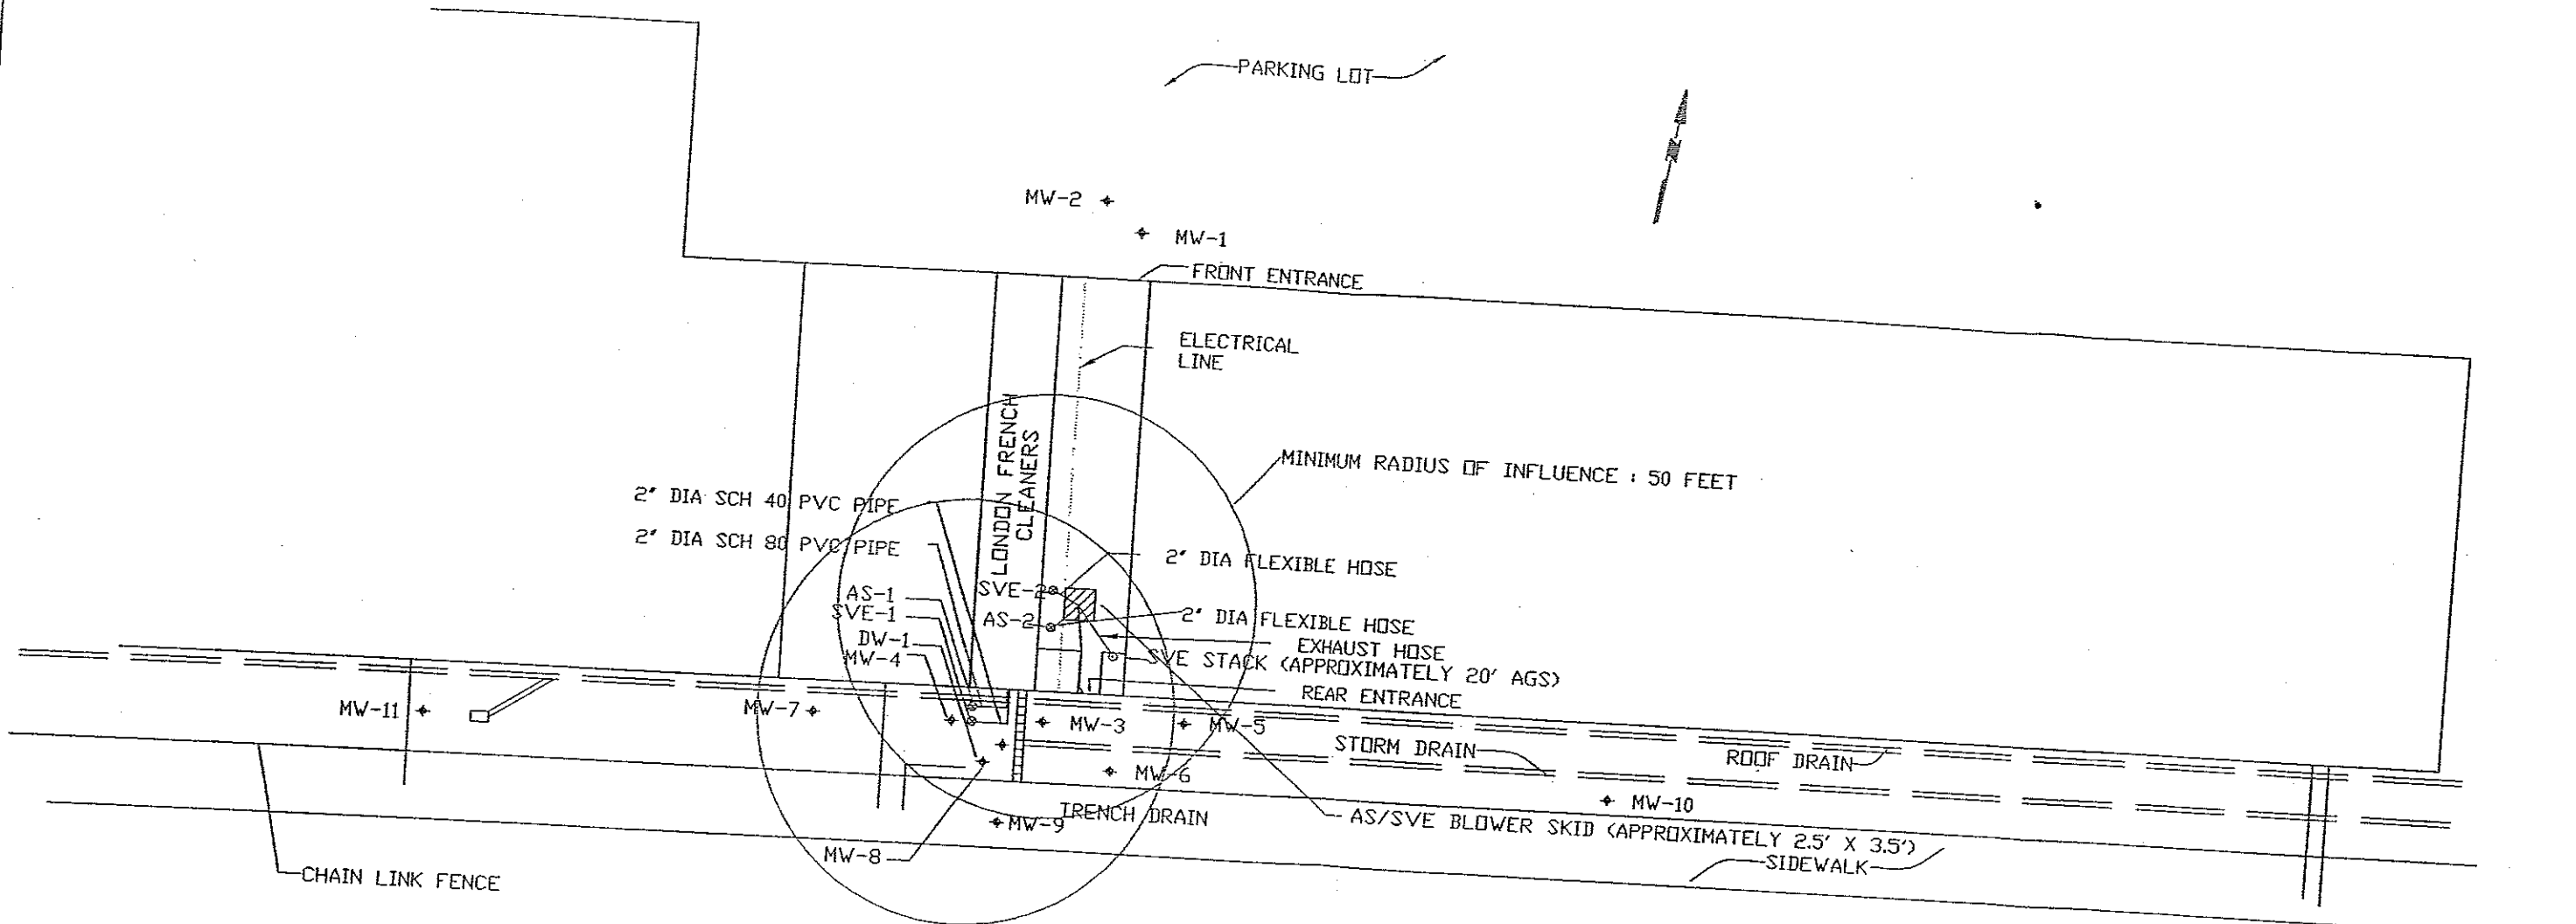 PARKING LOT
N
MW-2
MW-1
FRONT ENTRANCE
ELECTRICAL
LINE
LONDON FRENCH
CLEANERS
MINIMUM RADIUS OF INFLUENCE : 50 FEET
2" DIA SCH 40 PVC PIPE
2" DIA SCH 80 PVC PIPE
2" DIA FLEXIBLE HOSE
AS-1
SVE-2
SVE-1
AS-2
2" DIA FLEXIBLE HOSE
DW-1
EXHAUST HOSE
MW-4
SVE STACK (APPROXIMATELY 20' AGS)
REAR ENTRANCE
MW-11
MW-7
MW-3
MW-5
STORM DRAIN
ROOF DRAIN
MW-6
MW-10
TRENCH DRAIN
MW-9
AS/SVE BLOWER SKID (APPROXIMATELY 2.5' X 3.5')
MW-8
SIDEWALK
CHAIN LINK FENCE